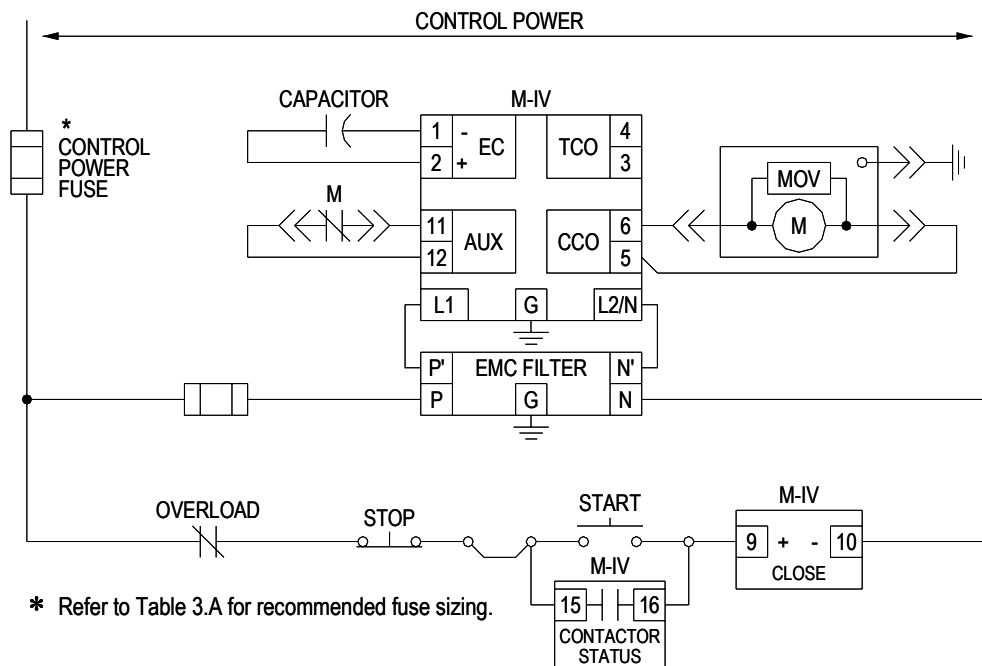 CONTROL POWER
CAPACITOR
M-IV
*
CONTROL
POWER
FUSE
1 - EC
2 +
TCO 4
3
MOV
M
M
11 AUX
12
CCO 6
5
L1 G L2/N
P' EMC FILTER N'
P G N
OVERLOAD
STOP
START
M-IV
9 + - 10
CLOSE
M-IV
15 16
CONTACTOR
STATUS
* Refer to Table 3.A for recommended fuse sizing.